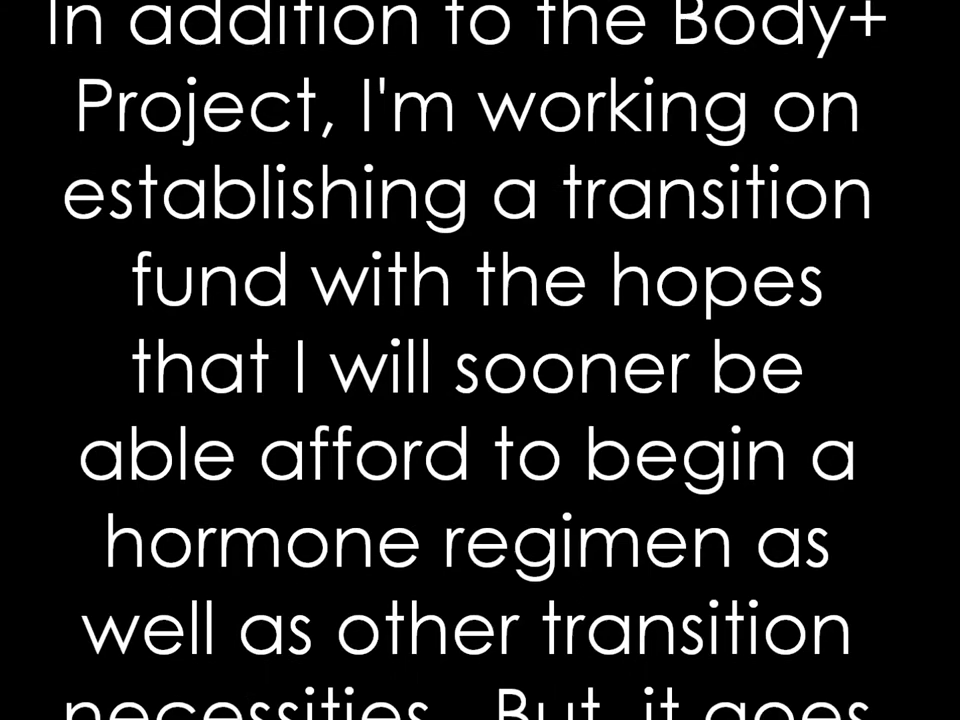 In addition to the Body+
Project, I'm working on
establishing a transition
fund with the hopes
that I will sooner be
able afford to begin a
hormone regimen as
well as other transition
necessities. But, it goes